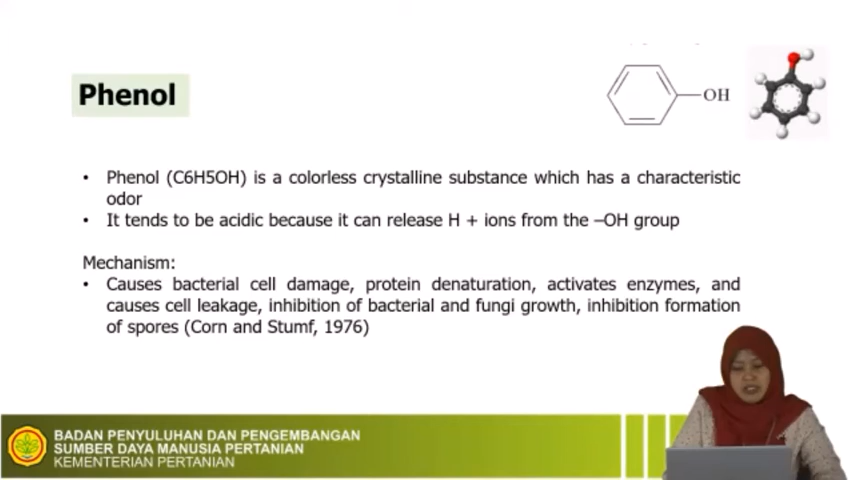 Phenol
OH
• Phenol (C6H5OH) is a colorless crystalline substance which has a characteristic
odor
• It tends to be acidic because it can release H + ions from the –OH group
Mechanism:
• Causes bacterial cell damage, protein denaturation, activates enzymes, and
causes cell leakage, inhibition of bacterial and fungi growth, inhibition formation
of spores (Corn and Stumf, 1976)
BADAN PENYULUHAN DAN PENGEMBANGAN
SUMBER DAYA MANUSIA PERTANIAN
KEMENTERIAN PERTANIAN